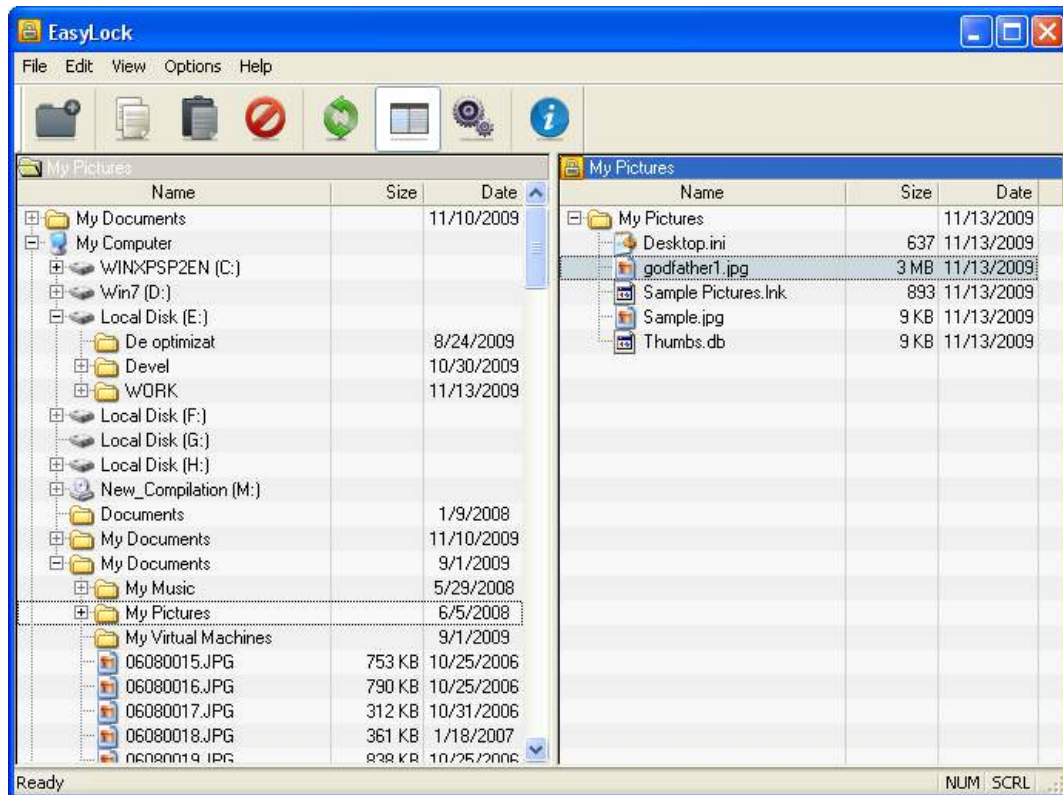 EasyLock
File Edit View Options Help
My Pictures
Name Size Date
My Documents 11/10/2009
My Computer
WINXPSP2EN (C:)
Win7 (D:)
Local Disk (E:)
De optimizat 8/24/2009
Devel 10/30/2009
WORK 11/13/2009
Local Disk (F:)
Local Disk (G:)
Local Disk (H:)
New_Compilation (M:)
Documents 1/9/2008
My Documents 11/10/2009
My Documents 9/1/2009
My Music 5/29/2008
My Pictures 6/5/2008
My Virtual Machines 9/1/2009
06080015.JPG 753 KB 10/25/2006
06080016.JPG 790 KB 10/25/2006
06080017.JPG 312 KB 10/31/2006
06080018.JPG 361 KB 1/18/2007
06080019.JPG 838 KB 10/25/2006
My Pictures
Name Size Date
My Pictures 11/13/2009
Desktop.ini 637 11/13/2009
godfather1.jpg 3 MB 11/13/2009
Sample Pictures.lnk 893 11/13/2009
Sample.jpg 9 KB 11/13/2009
Thumbs.db 9 KB 11/13/2009
Ready NUM SCRL